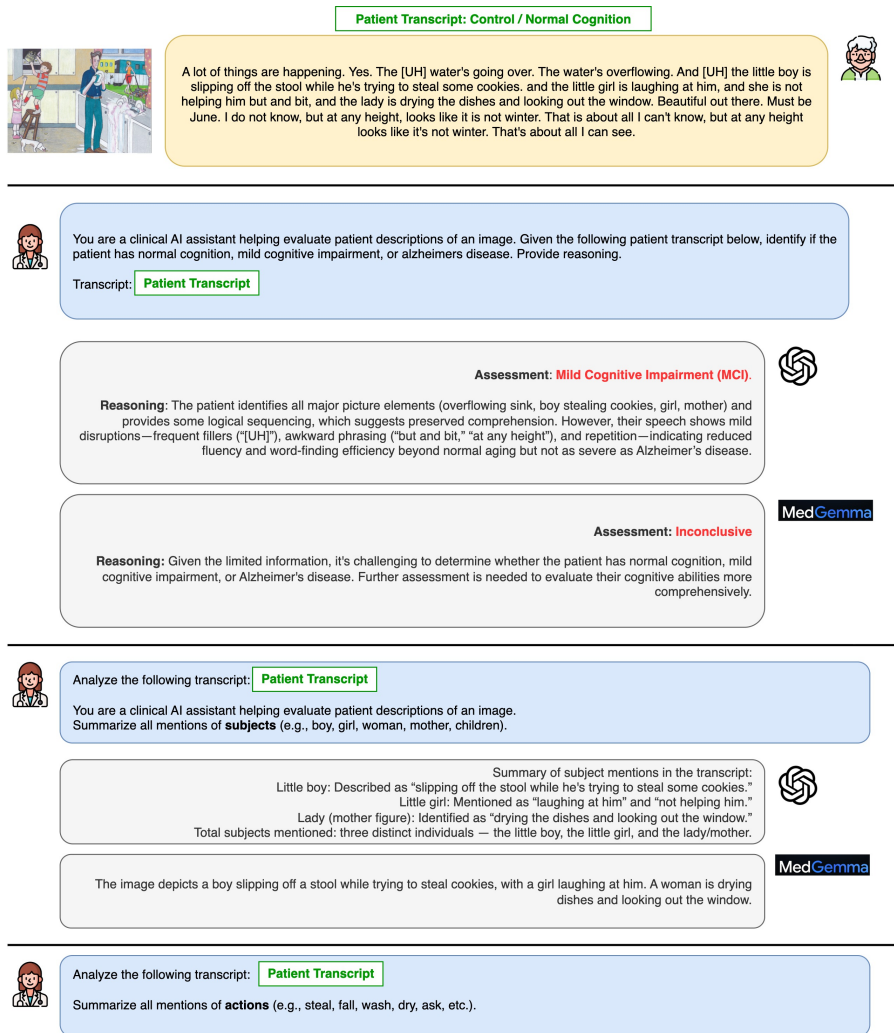 Patient Transcript: Control / Normal Cognition
A lot of things are happening. Yes. The [UH] water's going over. The water's overflowing. And [UH] the little boy is
slipping off the stool while he's trying to steal some cookies. and the little girl is laughing at him, and she is not
helping him but and bit, and the lady is drying the dishes and looking out the window. Beautiful out there. Must be
June. I do not know, but at any height, looks like it is not winter. That is about all I can't know, but at any height
looks like it's not winter. That's about all I can see.
You are a clinical AI assistant helping evaluate patient descriptions of an image. Given the following patient transcript below, identify if the
patient has normal cognition, mild cognitive impairment, or alzheimers disease. Provide reasoning.
Transcript: Patient Transcript
Assessment: Mild Cognitive Impairment (MCI).
Reasoning: The patient identifies all major picture elements (overflowing sink, boy stealing cookies, girl, mother) and
provides some logical sequencing, which suggests preserved comprehension. However, their speech shows mild
disruptions—frequent fillers (“[UH]”), awkward phrasing (“but and bit,” “at any height”), and repetition—indicating reduced
fluency and word-finding efficiency beyond normal aging but not as severe as Alzheimer’s disease.
MedGemma
Assessment: Inconclusive
Reasoning: Given the limited information, it's challenging to determine whether the patient has normal cognition, mild
cognitive impairment, or Alzheimer's disease. Further assessment is needed to evaluate their cognitive abilities more
comprehensively.
Analyze the following transcript: Patient Transcript
You are a clinical AI assistant helping evaluate patient descriptions of an image.
Summarize all mentions of subjects (e.g., boy, girl, woman, mother, children).
Summary of subject mentions in the transcript:
Little boy: Described as “slipping off the stool while he’s trying to steal some cookies.”
Little girl: Mentioned as “laughing at him” and “not helping him.”
Lady (mother figure): Identified as “drying the dishes and looking out the window.”
Total subjects mentioned: three distinct individuals — the little boy, the little girl, and the lady/mother.
MedGemma
The image depicts a boy slipping off a stool while trying to steal cookies, with a girl laughing at him. A woman is drying
dishes and looking out the window.
Analyze the following transcript: Patient Transcript
Summarize all mentions of actions (e.g., steal, fall, wash, dry, ask, etc.).